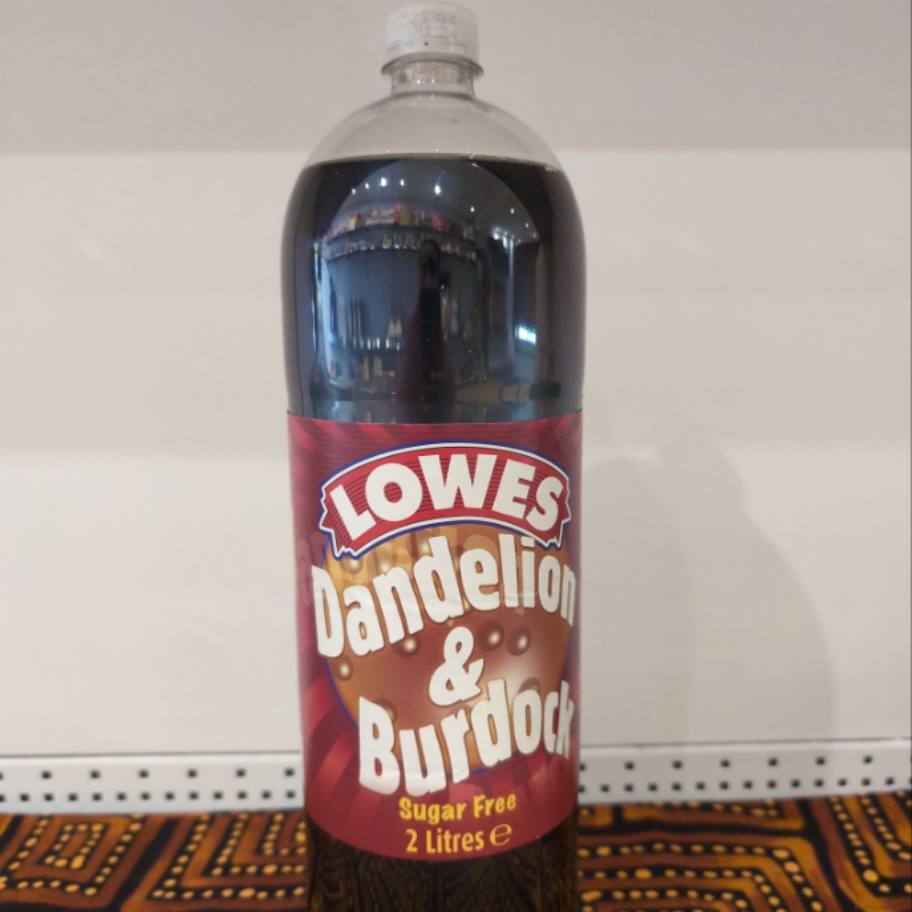 LOWES
Dandelion
&
Burdock
Sugar Free
2 Litres ℮